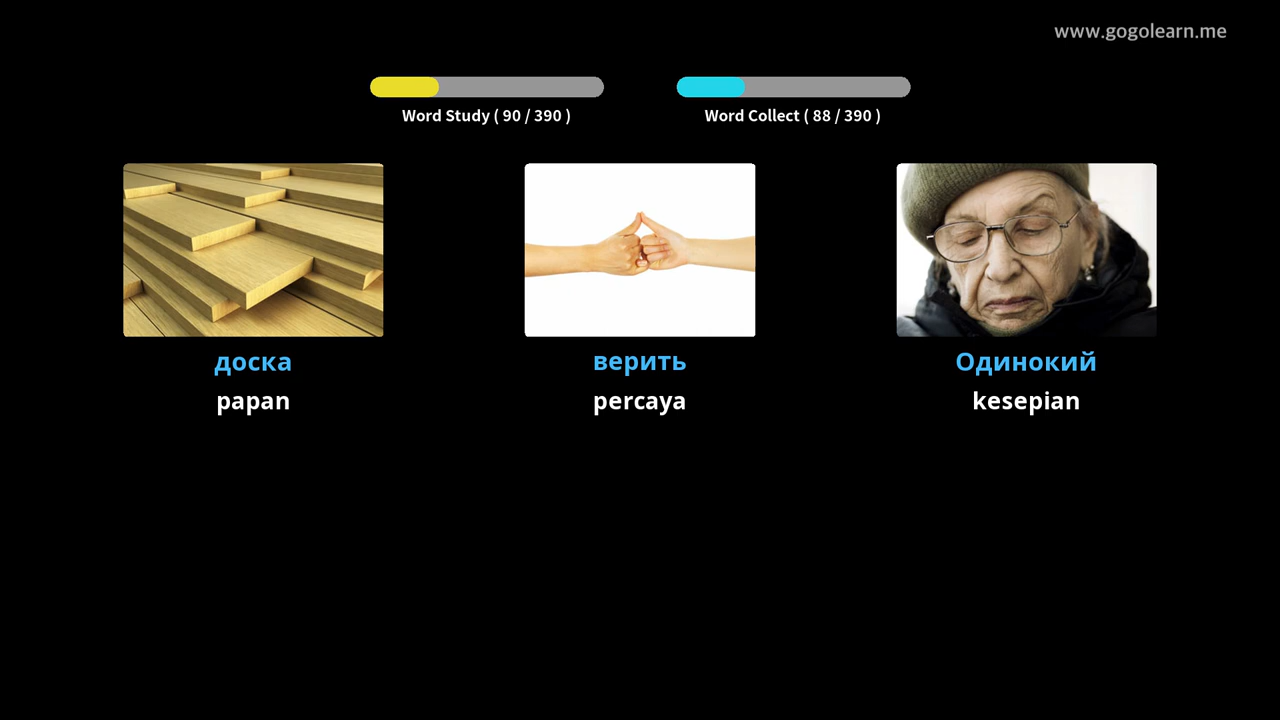 www.gogolearn.me
Word Study ( 90 / 390 )
Word Collect ( 88 / 390 )
доска
верить
Одинокий
papan
percaya
kesepian